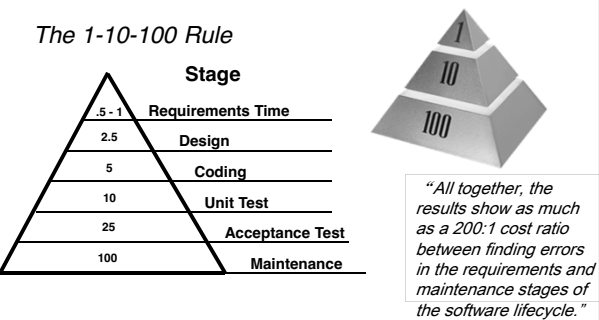 The 1-10-100 Rule
Stage
.5 - 1 Requirements Time
2.5 Design
5 Coding
10 Unit Test
25 Acceptance Test
100 Maintenance
1
10
100
“All together, the
results show as much
as a 200:1 cost ratio
between finding errors
in the requirements and
maintenance stages of
the software lifecycle.”